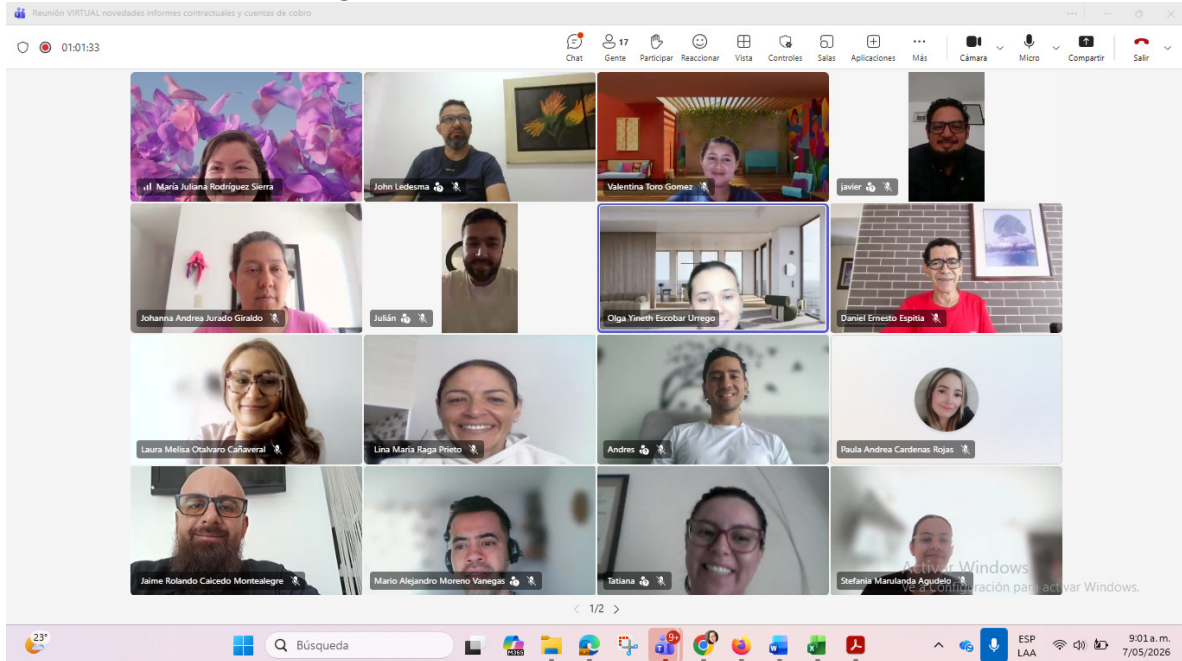 Reunión VIRTUAL novedades informes contractuales y cuentas de cobro
01:01:33
Chat
17
Gente
Participar
Reaccionar
Vista
Controles
Salas
Aplicaciones
Más
Cámara
Micro
Compartir
Salir
María Juliana Rodríguez Sierra
John Ledesma
Valentina Toro Gomez
javier
Johanna Andrea Jurado Giraldo
Julián
Olga Yineth Escobar Urrego
Daniel Ernesto Espitia
Laura Melisa Otalvaro Cañaveral
Lina Maria Raga Prieto
Andres
Paula Andrea Cardenas Rojas
Jaime Rolando Caicedo Montealegre
Mario Alejandro Moreno Vanegas
Tatiana
Stefania Marulanda Agudelo
Activar Windows
Ve a Configuración para activar Windows.
1/2
23°
Búsqueda
M365
9+
ESP
LAA
9:01 a. m.
7/05/2026